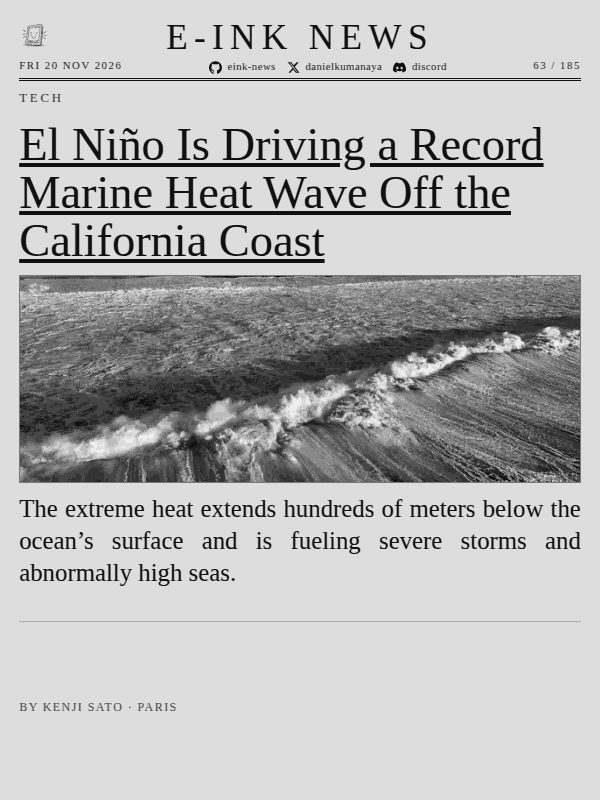 E-INK NEWS
FRI 20 NOV 2026
eink-news danielkumanaya discord
63 / 185
TECH
El Niño Is Driving a Record
Marine Heat Wave Off the
California Coast
The extreme heat extends hundreds of meters below the
ocean’s surface and is fueling severe storms and
abnormally high seas.
BY KENJI SATO · PARIS